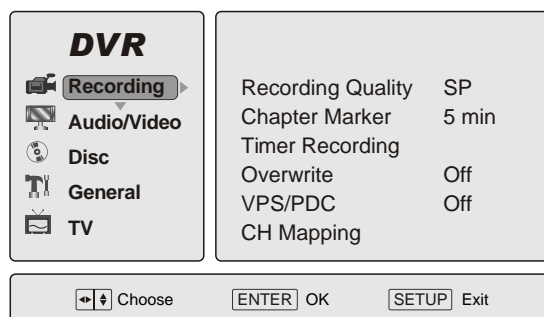 DVR
Recording
Audio/Video
Disc
General
TV
Recording Quality SP
Chapter Marker 5 min
Timer Recording
Overwrite Off
VPS/PDC Off
CH Mapping
Choose ENTER OK SETUP Exit